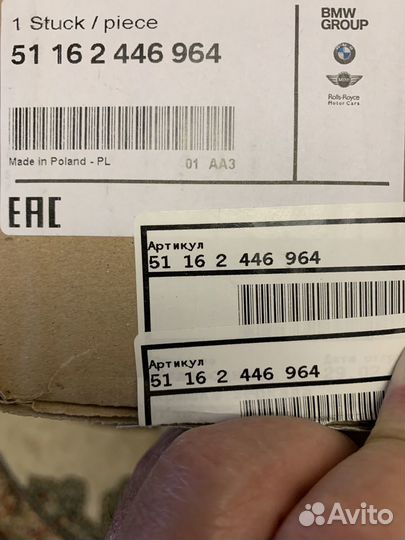 1 Stuck / piece
51 16 2 446 964
BMW
GROUP
MINI
Rolls-Royce
Motor Cars
Made in Poland - PL
01 AA3
EAC
Артикул
51 16 2 446 964
Артикул
51 16 2 446 964
Avito